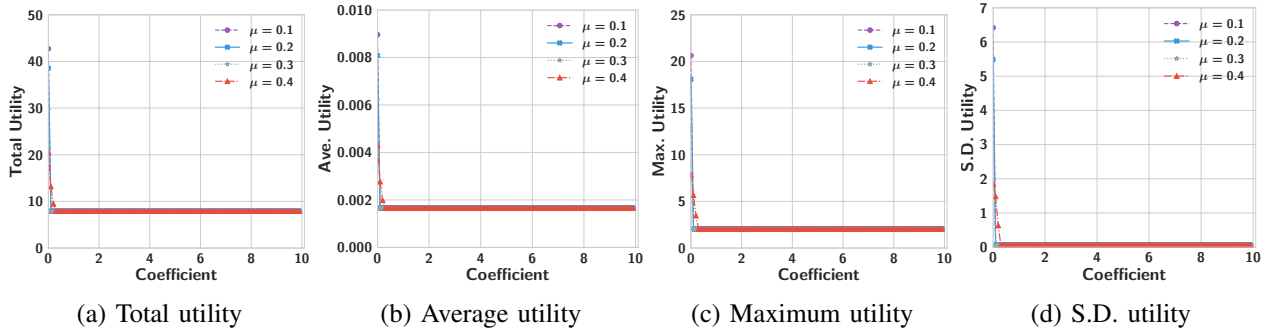 50
40
30
20
10
0
Total Utility
0 2 4 6 8 10
Coefficient
μ = 0.1
μ = 0.2
μ = 0.3
μ = 0.4
(a) Total utility
0.010
0.008
0.006
0.004
0.002
0.000
Ave. Utility
0 2 4 6 8 10
Coefficient
μ = 0.1
μ = 0.2
μ = 0.3
μ = 0.4
(b) Average utility
25
20
15
10
5
0
Max. Utility
0 2 4 6 8 10
Coefficient
μ = 0.1
μ = 0.2
μ = 0.3
μ = 0.4
(c) Maximum utility
7
6
5
4
3
2
1
0
S.D. Utility
0 2 4 6 8 10
Coefficient
μ = 0.1
μ = 0.2
μ = 0.3
μ = 0.4
(d) S.D. utility